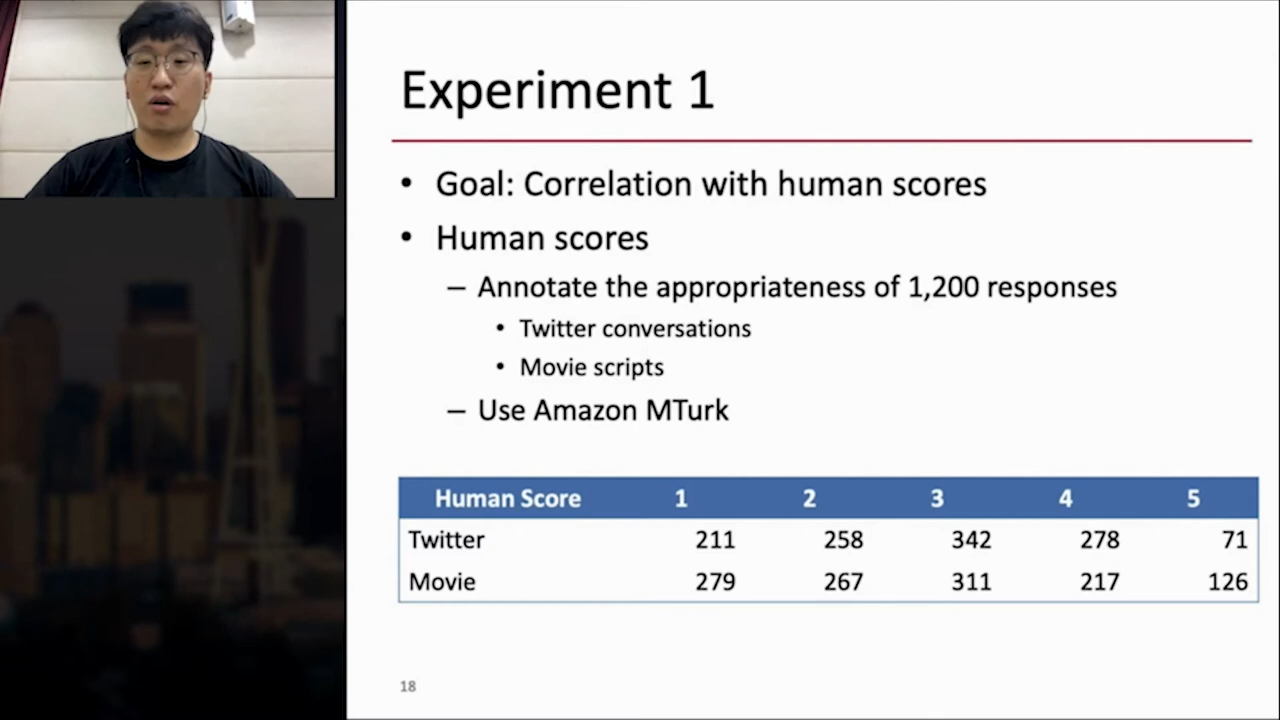 Experiment 1
• Goal: Correlation with human scores
• Human scores
– Annotate the appropriateness of 1,200 responses
• Twitter conversations
• Movie scripts
– Use Amazon MTurk
Human Score 1 2 3 4 5
Twitter 211 258 342 278 71
Movie 279 267 311 217 126
18